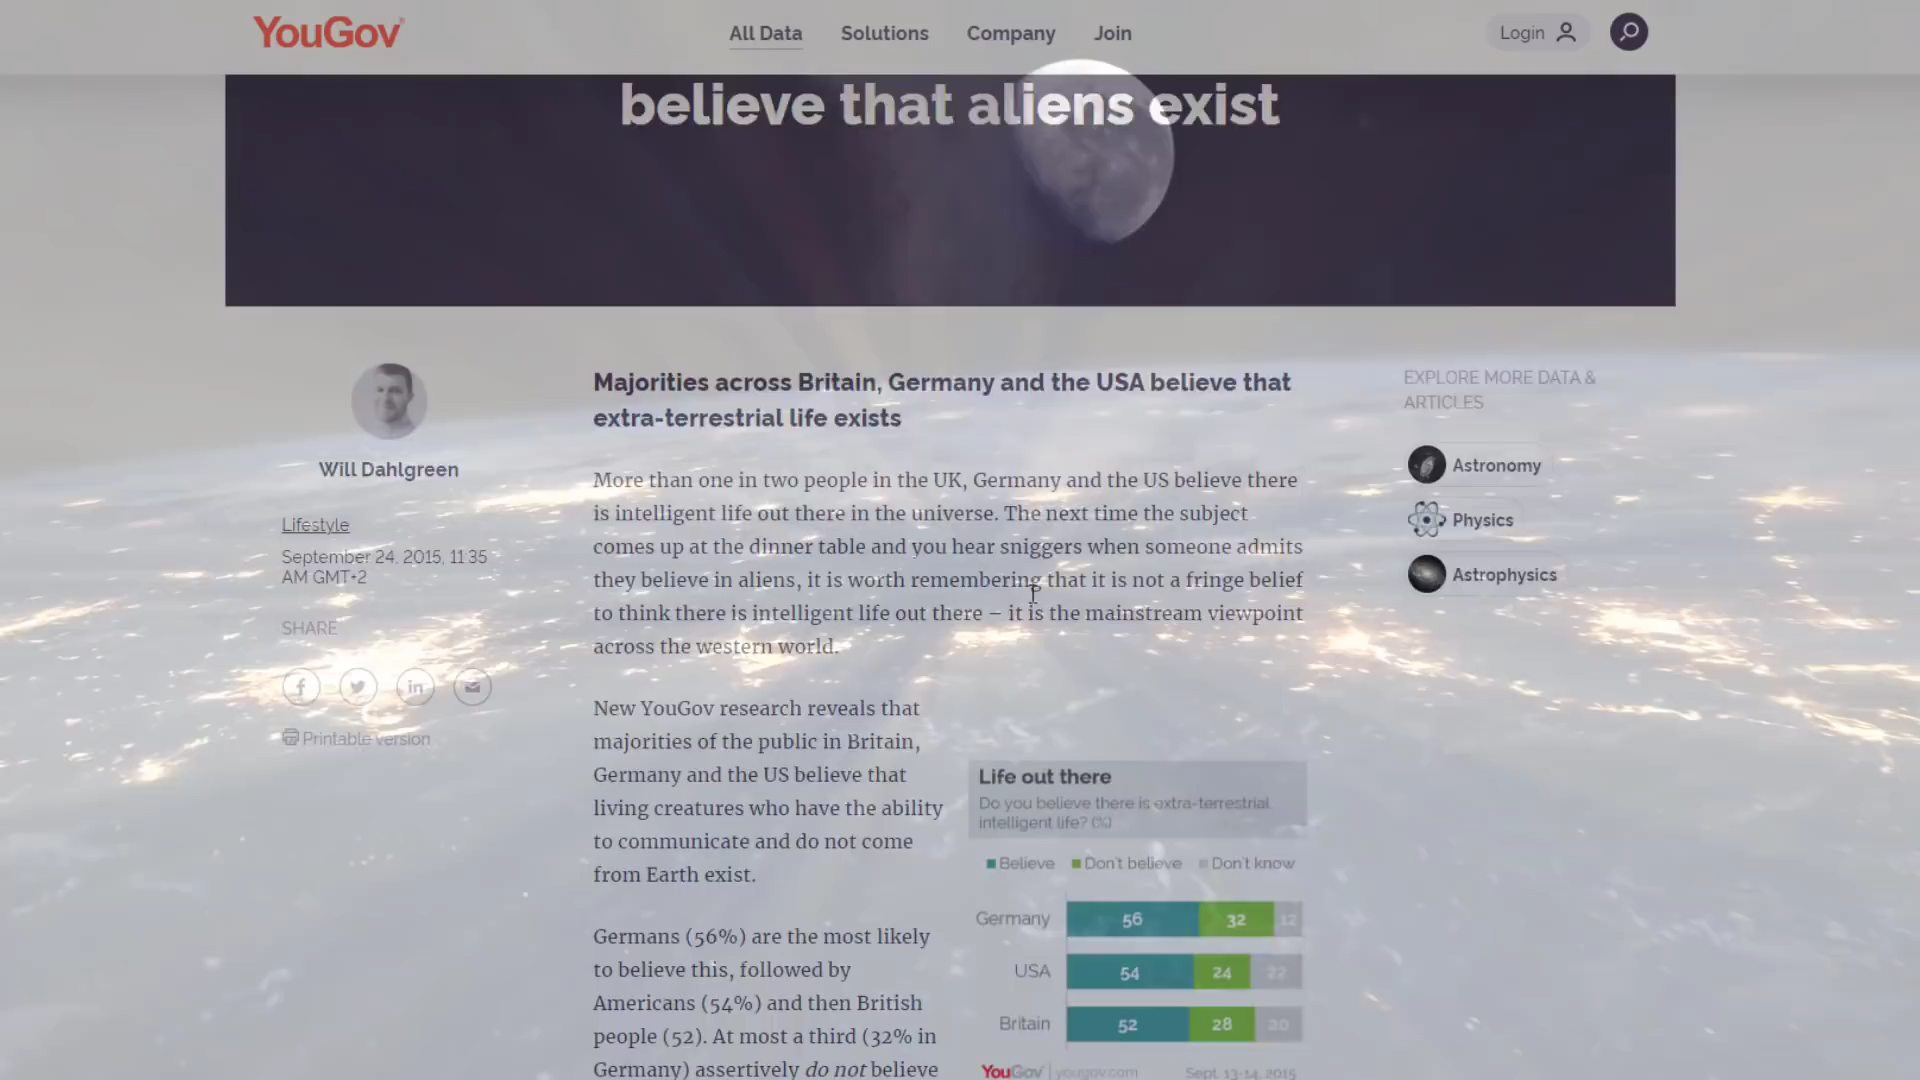 YouGov
All Data
Solutions
Company
Join
Login
believe that aliens exist
Will Dahlgreen
Lifestyle
September 24, 2015, 11:35
AM GMT+2
SHARE
Printable version
Majorities across Britain, Germany and the USA believe that
extra-terrestrial life exists
More than one in two people in the UK, Germany and the US believe there
is intelligent life out there in the universe. The next time the subject
comes up at the dinner table and you hear sniggers when someone admits
they believe in aliens, it is worth remembering that it is not a fringe belief
to think there is intelligent life out there – it is the mainstream viewpoint
across the western world.
New YouGov research reveals that
majorities of the public in Britain,
Germany and the US believe that
living creatures who have the ability
to communicate and do not come
from Earth exist.
Germans (56%) are the most likely
to believe this, followed by
Americans (54%) and then British
people (52). At most a third (32% in
Germany) assertively do not believe
Life out there
Do you believe there is extra-terrestrial
intelligent life? (%)
Believe Don't believe Don't know
Germany 56 32 12
USA 54 24 22
Britain 52 28 20
YouGov | yougov.com Sept. 13-14, 2015
EXPLORE MORE DATA &
ARTICLES
Astronomy
Physics
Astrophysics